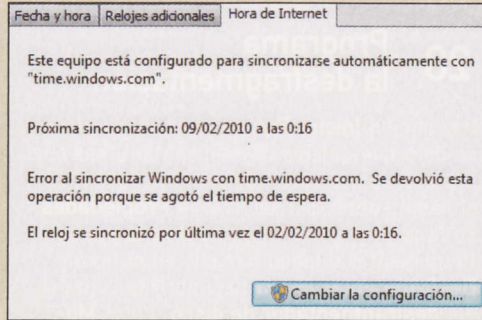 Fecha y hora Relojes adicionales Hora de Internet
Este equipo está configurado para sincronizarse automáticamente con
"time.windows.com".
Próxima sincronización: 09/02/2010 a las 0:16
Error al sincronizar Windows con time.windows.com. Se devolvió esta
operación porque se agotó el tiempo de espera.
El reloj se sincronizó por última vez el 02/02/2010 a las 0:16.
Cambiar la configuración...